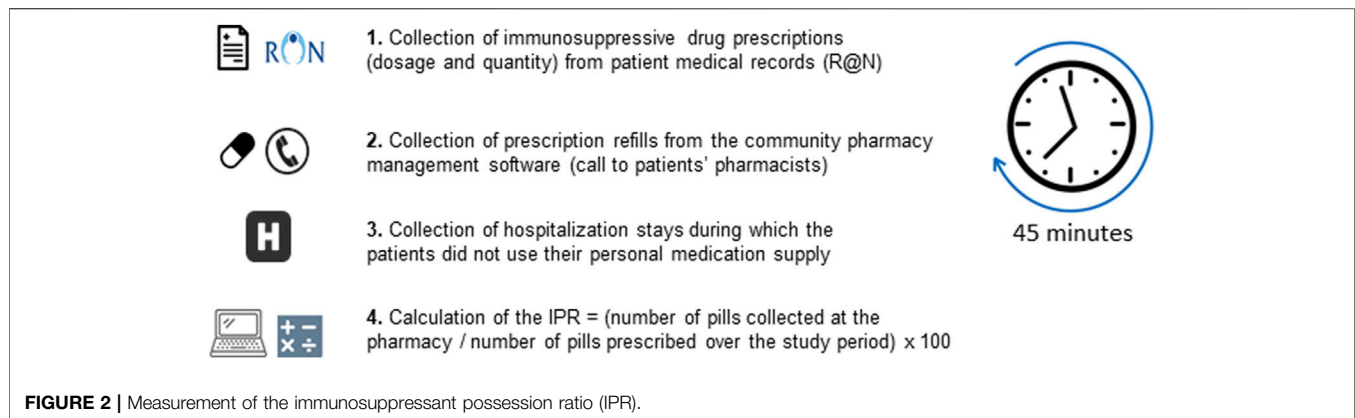 R@N
1. Collection of immunosuppressive drug prescriptions
(dosage and quantity) from patient medical records (R@N)
2. Collection of prescription refills from the community pharmacy
management software (call to patients' pharmacists)
H
3. Collection of hospitalization stays during which the
patients did not use their personal medication supply
45 minutes
+ −
× ÷
4. Calculation of the IPR = (number of pills collected at the
pharmacy / number of pills prescribed over the study period) x 100
FIGURE 2 | Measurement of the immunosuppressant possession ratio (IPR).